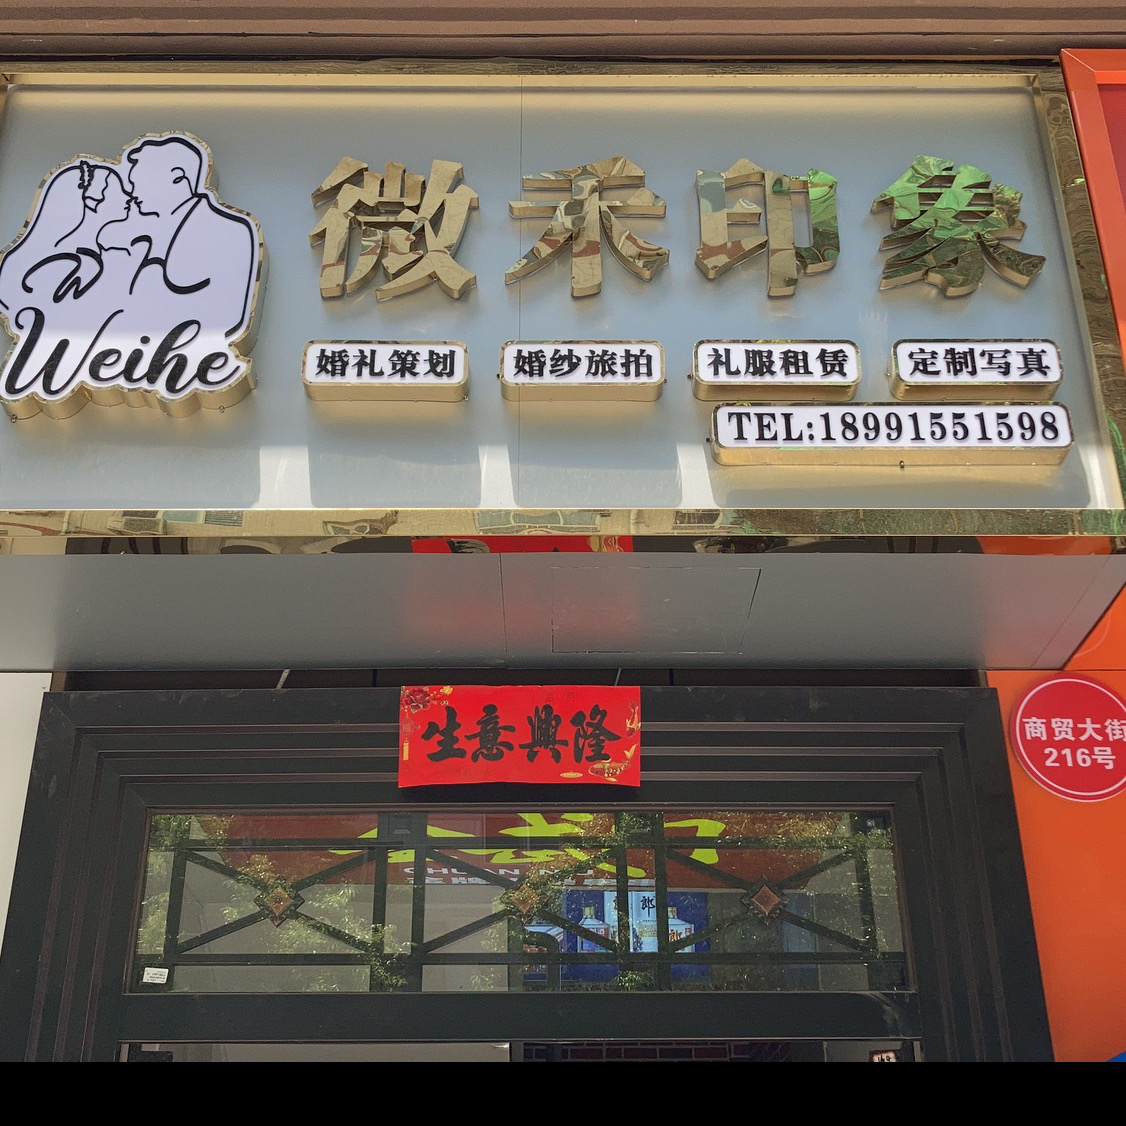 微禾印象
Weihe
婚礼策划 婚纱旅拍 礼服租赁 定制写真
TEL:18991551598
生意興隆
商贸大街
216号
郎